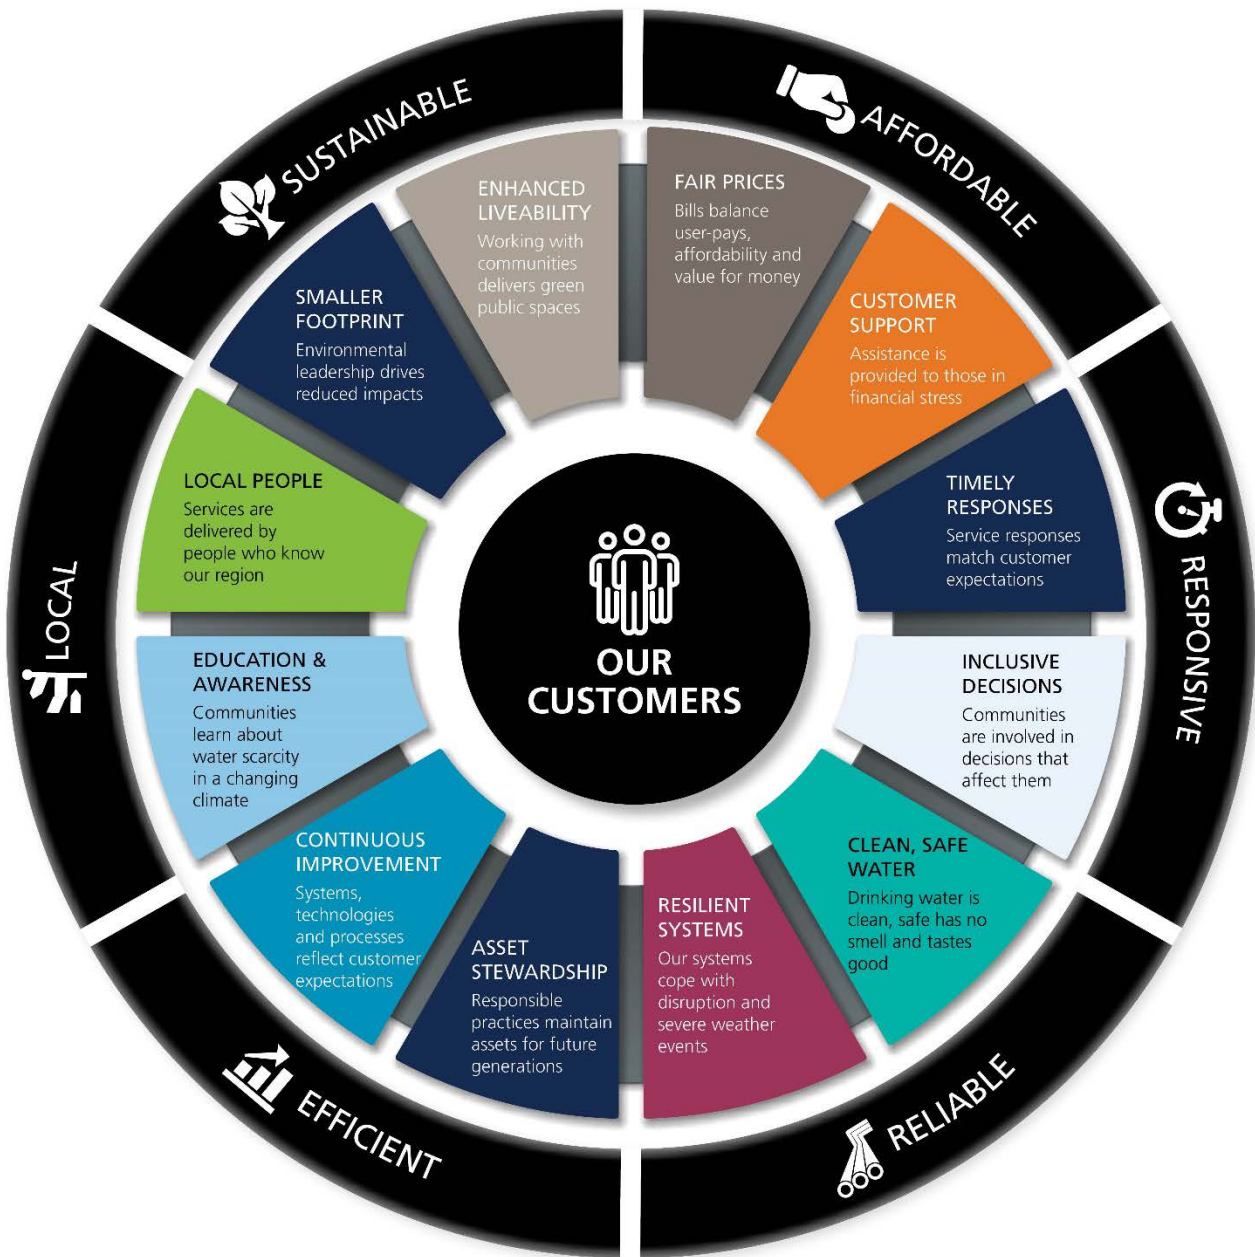 SUSTAINABLE
AFFORDABLE
RESPONSIVE
RELIABLE
EFFICIENT
LOCAL
ENHANCED
LIVEABILITY
Working with
communities
delivers green
public spaces
FAIR PRICES
Bills balance
user-pays,
affordability and
value for money
CUSTOMER
SUPPORT
Assistance is
provided to those in
financial stress
TIMELY
RESPONSES
Service responses
match customer
expectations
INCLUSIVE
DECISIONS
Communities
are involved in
decisions that
affect them
CLEAN, SAFE
WATER
Drinking water is
clean, safe has no
smell and tastes
good
RESILIENT
SYSTEMS
Our systems
cope with
disruption and
severe weather
events
ASSET
STEWARDSHIP
Responsible
practices maintain
assets for future
generations
CONTINUOUS
IMPROVEMENT
Systems,
technologies
and processes
reflect customer
expectations
EDUCATION &
AWARENESS
Communities
learn about
water scarcity
in a changing
climate
LOCAL PEOPLE
Services are
delivered by
people who know
our region
SMALLER
FOOTPRINT
Environmental
leadership drives
reduced impacts
OUR
CUSTOMERS